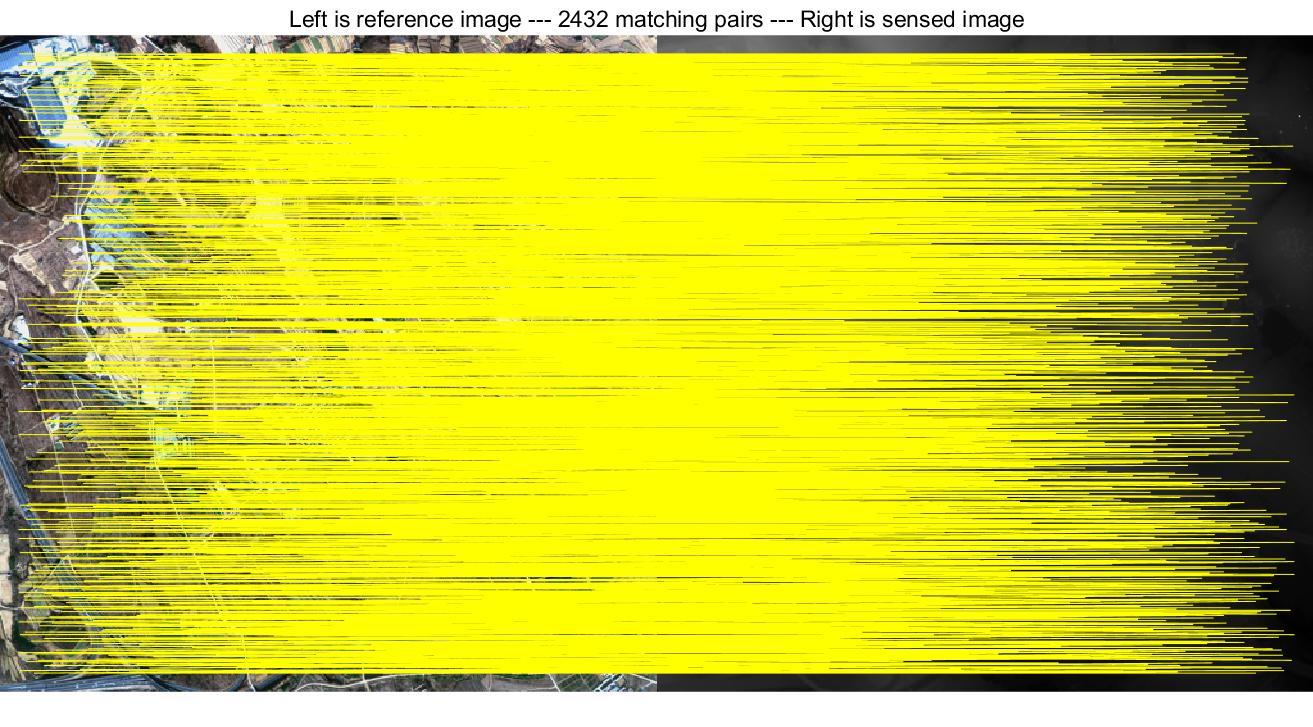 Left is reference image --- 2432 matching pairs --- Right is sensed image